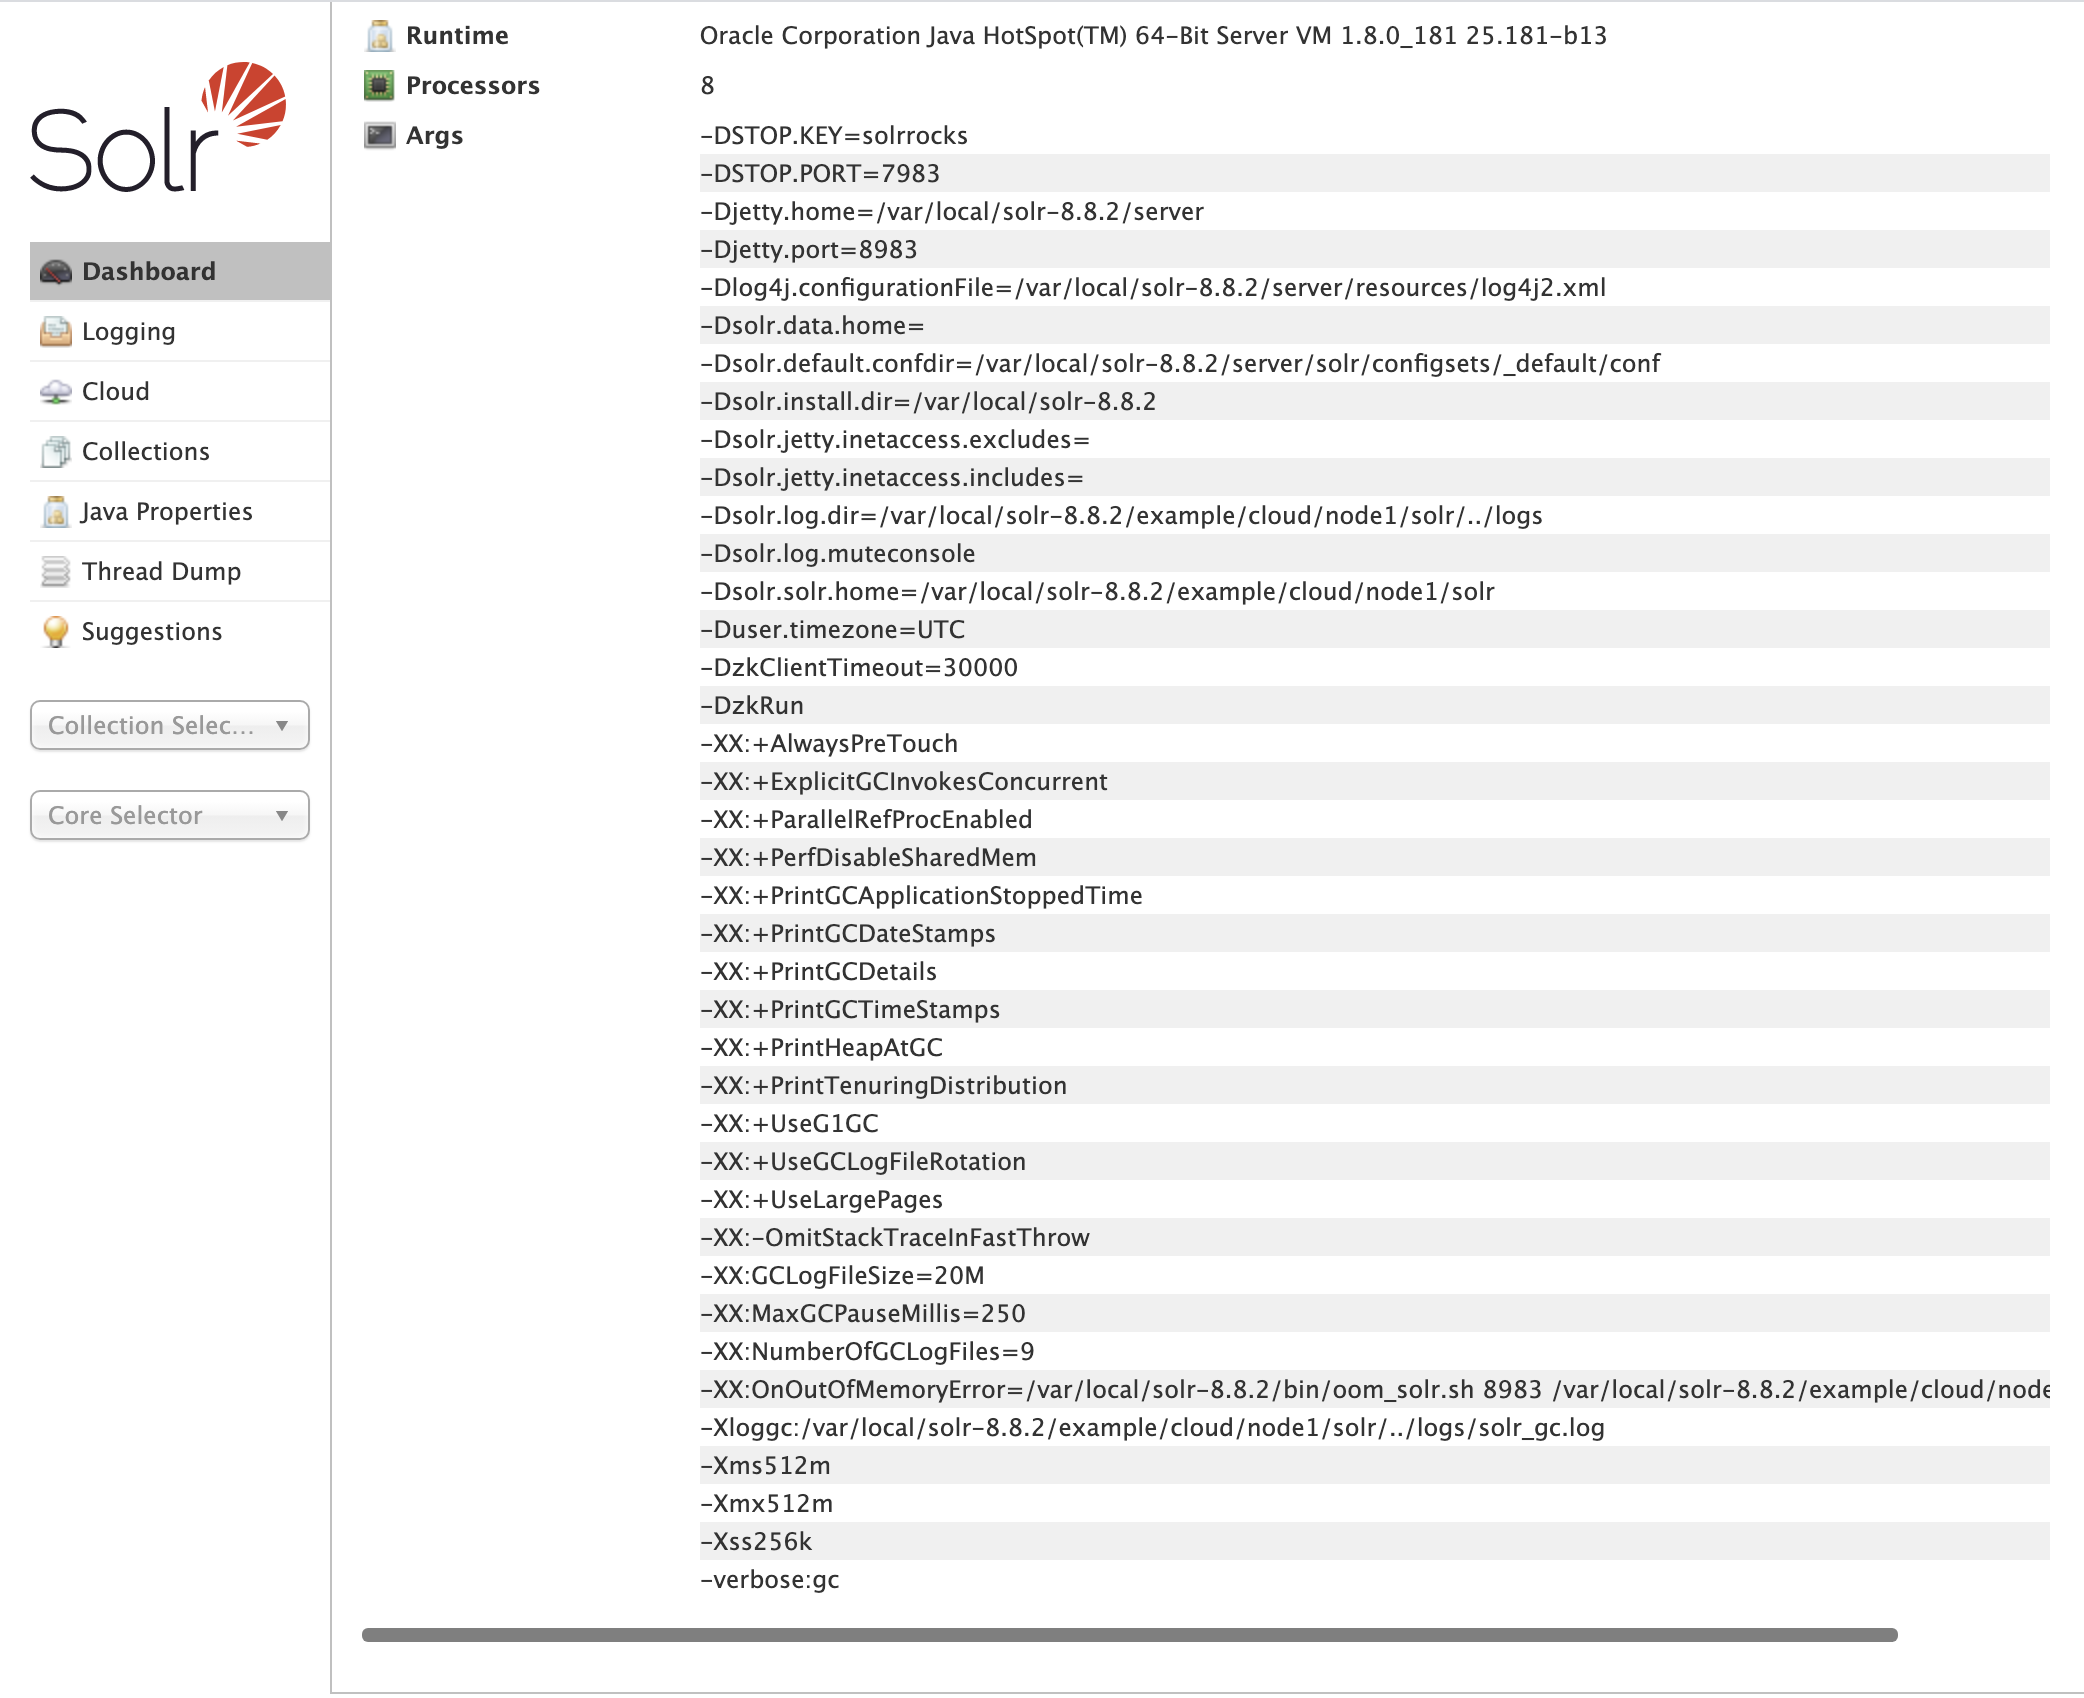 Solr
Dashboard
Logging
Cloud
Collections
Java Properties
Thread Dump
Suggestions
Collection Selec...
Core Selector
Runtime Oracle Corporation Java HotSpot(TM) 64-Bit Server VM 1.8.0_181 25.181-b13
Processors 8
Args -DSTOP.KEY=solrrocks
-DSTOP.PORT=7983
-Djetty.home=/var/local/solr-8.8.2/server
-Djetty.port=8983
-Dlog4j.configurationFile=/var/local/solr-8.8.2/server/resources/log4j2.xml
-Dsolr.data.home=
-Dsolr.default.confdir=/var/local/solr-8.8.2/server/solr/configsets/_default/conf
-Dsolr.install.dir=/var/local/solr-8.8.2
-Dsolr.jetty.inetaccess.excludes=
-Dsolr.jetty.inetaccess.includes=
-Dsolr.log.dir=/var/local/solr-8.8.2/example/cloud/node1/solr/../logs
-Dsolr.log.muteconsole
-Dsolr.solr.home=/var/local/solr-8.8.2/example/cloud/node1/solr
-Duser.timezone=UTC
-DzkClientTimeout=30000
-DzkRun
-XX:+AlwaysPreTouch
-XX:+ExplicitGCInvokesConcurrent
-XX:+ParallelRefProcEnabled
-XX:+PerfDisableSharedMem
-XX:+PrintGCApplicationStoppedTime
-XX:+PrintGCDateStamps
-XX:+PrintGCDetails
-XX:+PrintGCTimeStamps
-XX:+PrintHeapAtGC
-XX:+PrintTenuringDistribution
-XX:+UseG1GC
-XX:+UseGCLogFileRotation
-XX:+UseLargePages
-XX:-OmitStackTraceInFastThrow
-XX:GCLogFileSize=20M
-XX:MaxGCPauseMillis=250
-XX:NumberOfGCLogFiles=9
-XX:OnOutOfMemoryError=/var/local/solr-8.8.2/bin/oom_solr.sh 8983 /var/local/solr-8.8.2/example/cloud/node
-Xloggc:/var/local/solr-8.8.2/example/cloud/node1/solr/../logs/solr_gc.log
-Xms512m
-Xmx512m
-Xss256k
-verbose:gc